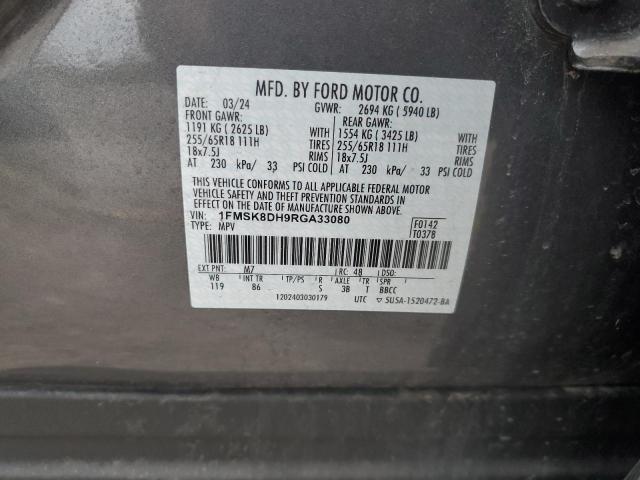 MFD. BY FORD MOTOR CO.
DATE: 03/24 GVWR: 2694 KG ( 5940 LB)
FRONT GAWR: REAR GAWR:
1191 KG ( 2625 LB) WITH 1554 KG ( 3425 LB) WITH
255/65R18 111H TIRES 255/65R18 111H TIRES
18x7.5J RIMS 18x7.5J RIMS
AT 230 kPa/ 33 PSI COLD AT 230 kPa/ 33 PSI COLD
THIS VEHICLE CONFORMS TO ALL APPLICABLE FEDERAL MOTOR
VEHICLE SAFETY AND THEFT PREVENTION STANDARDS IN EFFECT ON THE DATE OF
MANUFACTURE SHOWN ABOVE.
VIN: 1FMSK8DH9RGA33080 F0142
TYPE: MPV T0378
EXT PNT: M7 RC: 48 DSO:
WB INT TR TP/PS R AXLE TR SPR
119 86 S 3B T BBCC
1202403030179 UTC ▽ 5U5A-1520472-BA